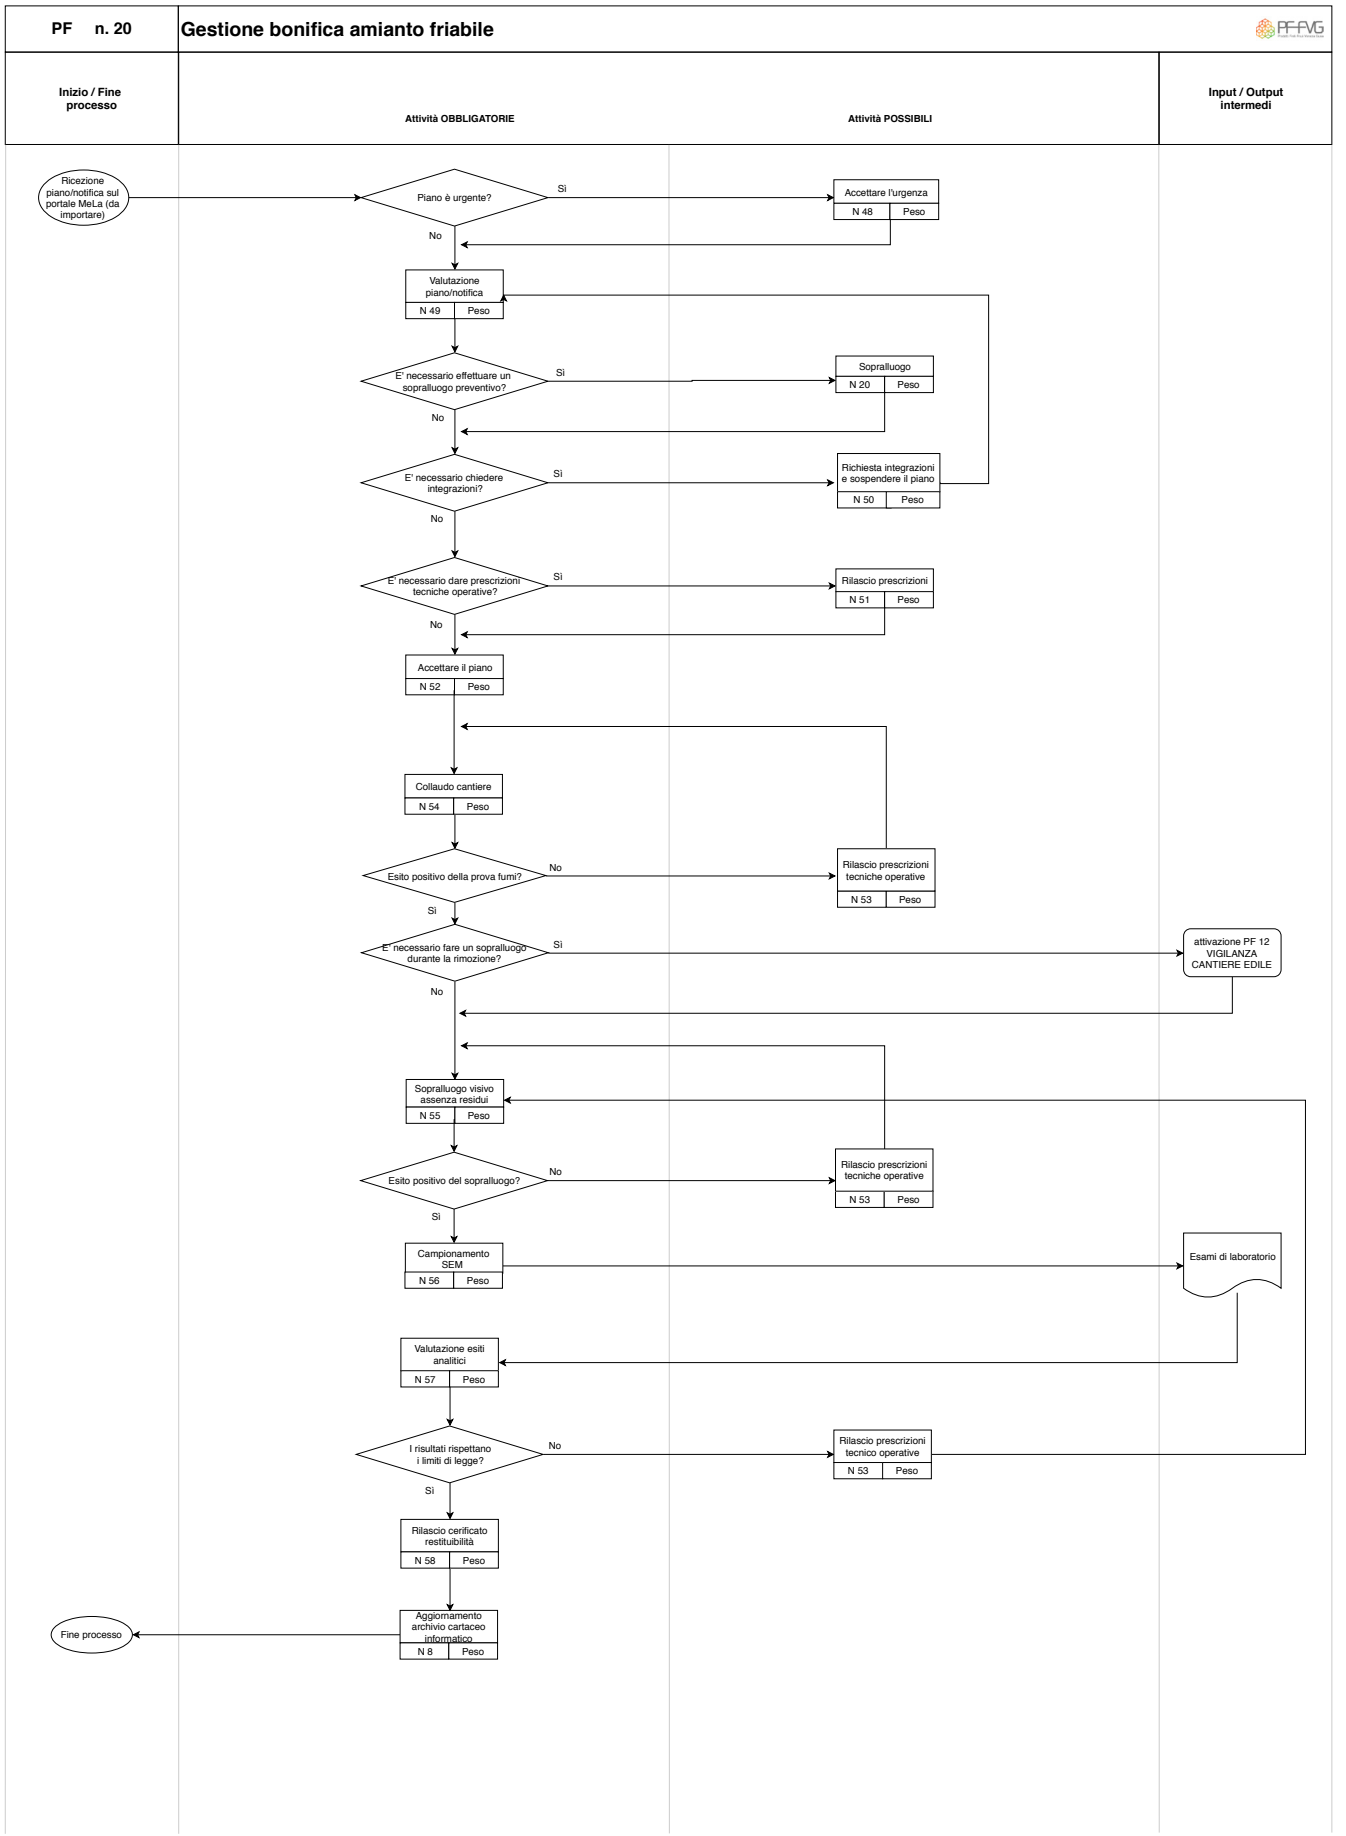 PF n. 20
Gestione bonifica amianto friabile
PF-FVG
Inizio / Fine
processo
Attività OBBLIGATORIE
Attività POSSIBILI
Input / Output
intermedi
Ricezione
piano/notifica sul
portale MeLa (da
importare)
Piano è urgente?
Sì
Accettare l'urgenza
N 48 Peso
No
Valutazione
piano/notifica
N 49 Peso
E' necessario effettuare un
sopralluogo preventivo?
Sì
Sopralluogo
N 20 Peso
No
E' necessario chiedere
integrazioni?
Sì
Richiesta integrazioni
e sospendere il piano
N 50 Peso
No
E' necessario dare prescrizioni
tecniche operative?
Sì
Rilascio prescrizioni
N 51 Peso
No
Accettare il piano
N 52 Peso
Collaudo cantiere
N 54 Peso
Esito positivo della prova fumi?
No
Rilascio prescrizioni
tecniche operative
N 53 Peso
Sì
E' necessario fare un sopralluogo
durante la rimozione?
Sì
attivazione PF 12
VIGILANZA
CANTIERE EDILE
No
Sopralluogo visivo
assenza residui
N 55 Peso
Esito positivo del sopralluogo?
No
Rilascio prescrizioni
tecniche operative
N 53 Peso
Sì
Campionamento
SEM
N 56 Peso
Esami di laboratorio
Valutazione esiti
analitici
N 57 Peso
I risultati rispettano
i limiti di legge?
No
Rilascio prescrizioni
tecnico operative
N 53 Peso
Sì
Rilascio cerificato
restituibilità
N 58 Peso
Aggiornamento
archivio cartaceo
informatico
N 8 Peso
Fine processo